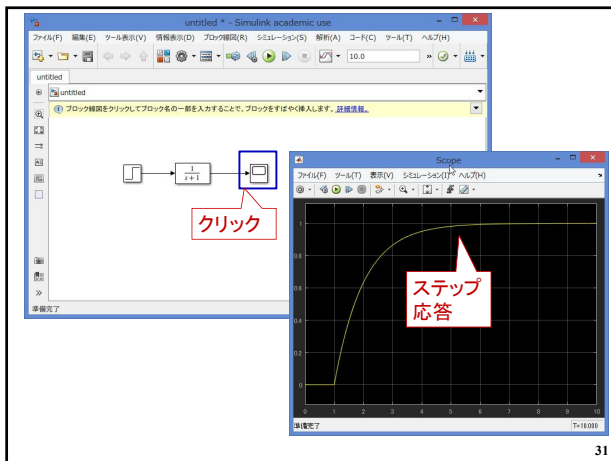 untitled * - Simulink academic use
ファイル(F) 編集(E) ツール表示(V) 情報表示(D) ブロック線図(R) シミュレーション(S) 解析(A) コード(C) ツール(T) ヘルプ(H)
10.0
untitled
untitled
ブロック線図をクリックしてブロック名の一部を入力することで、ブロックをすばやく挿入します。詳細情報。
1
s+1
クリック
準備完了
Scope
ファイル(F) ツール(T) 表示(V) シミュレーション(I) ヘルプ(H)
1
0.8
0.6
0.4
0.2
0
0 1 2 3 4 5 6 7 8 9 10
ステップ
応答
準備完了
T=10.000
31